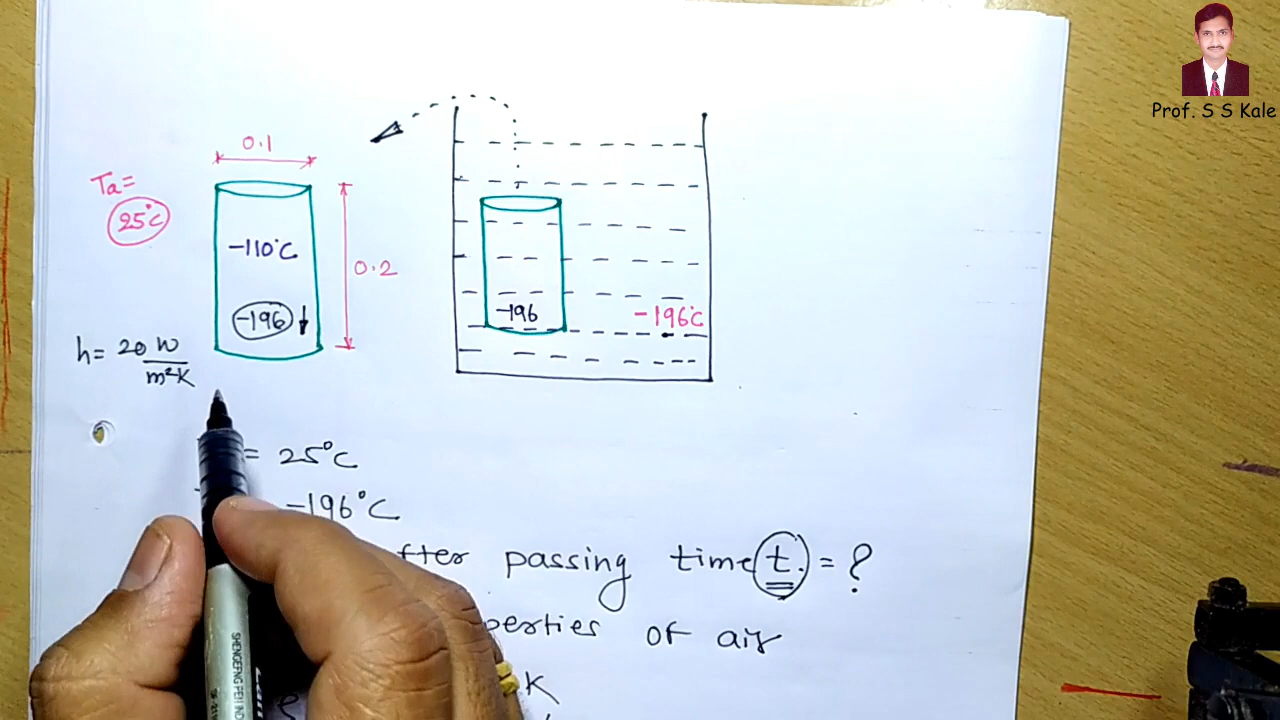 Prof. S S Kale
0.1
Ta=
25°C
-110°C
-196
0.2
h= 20 W
m²K
-196
-196°C
= 25°C
-196°C
fter passing time t. = ?
perties of air
K